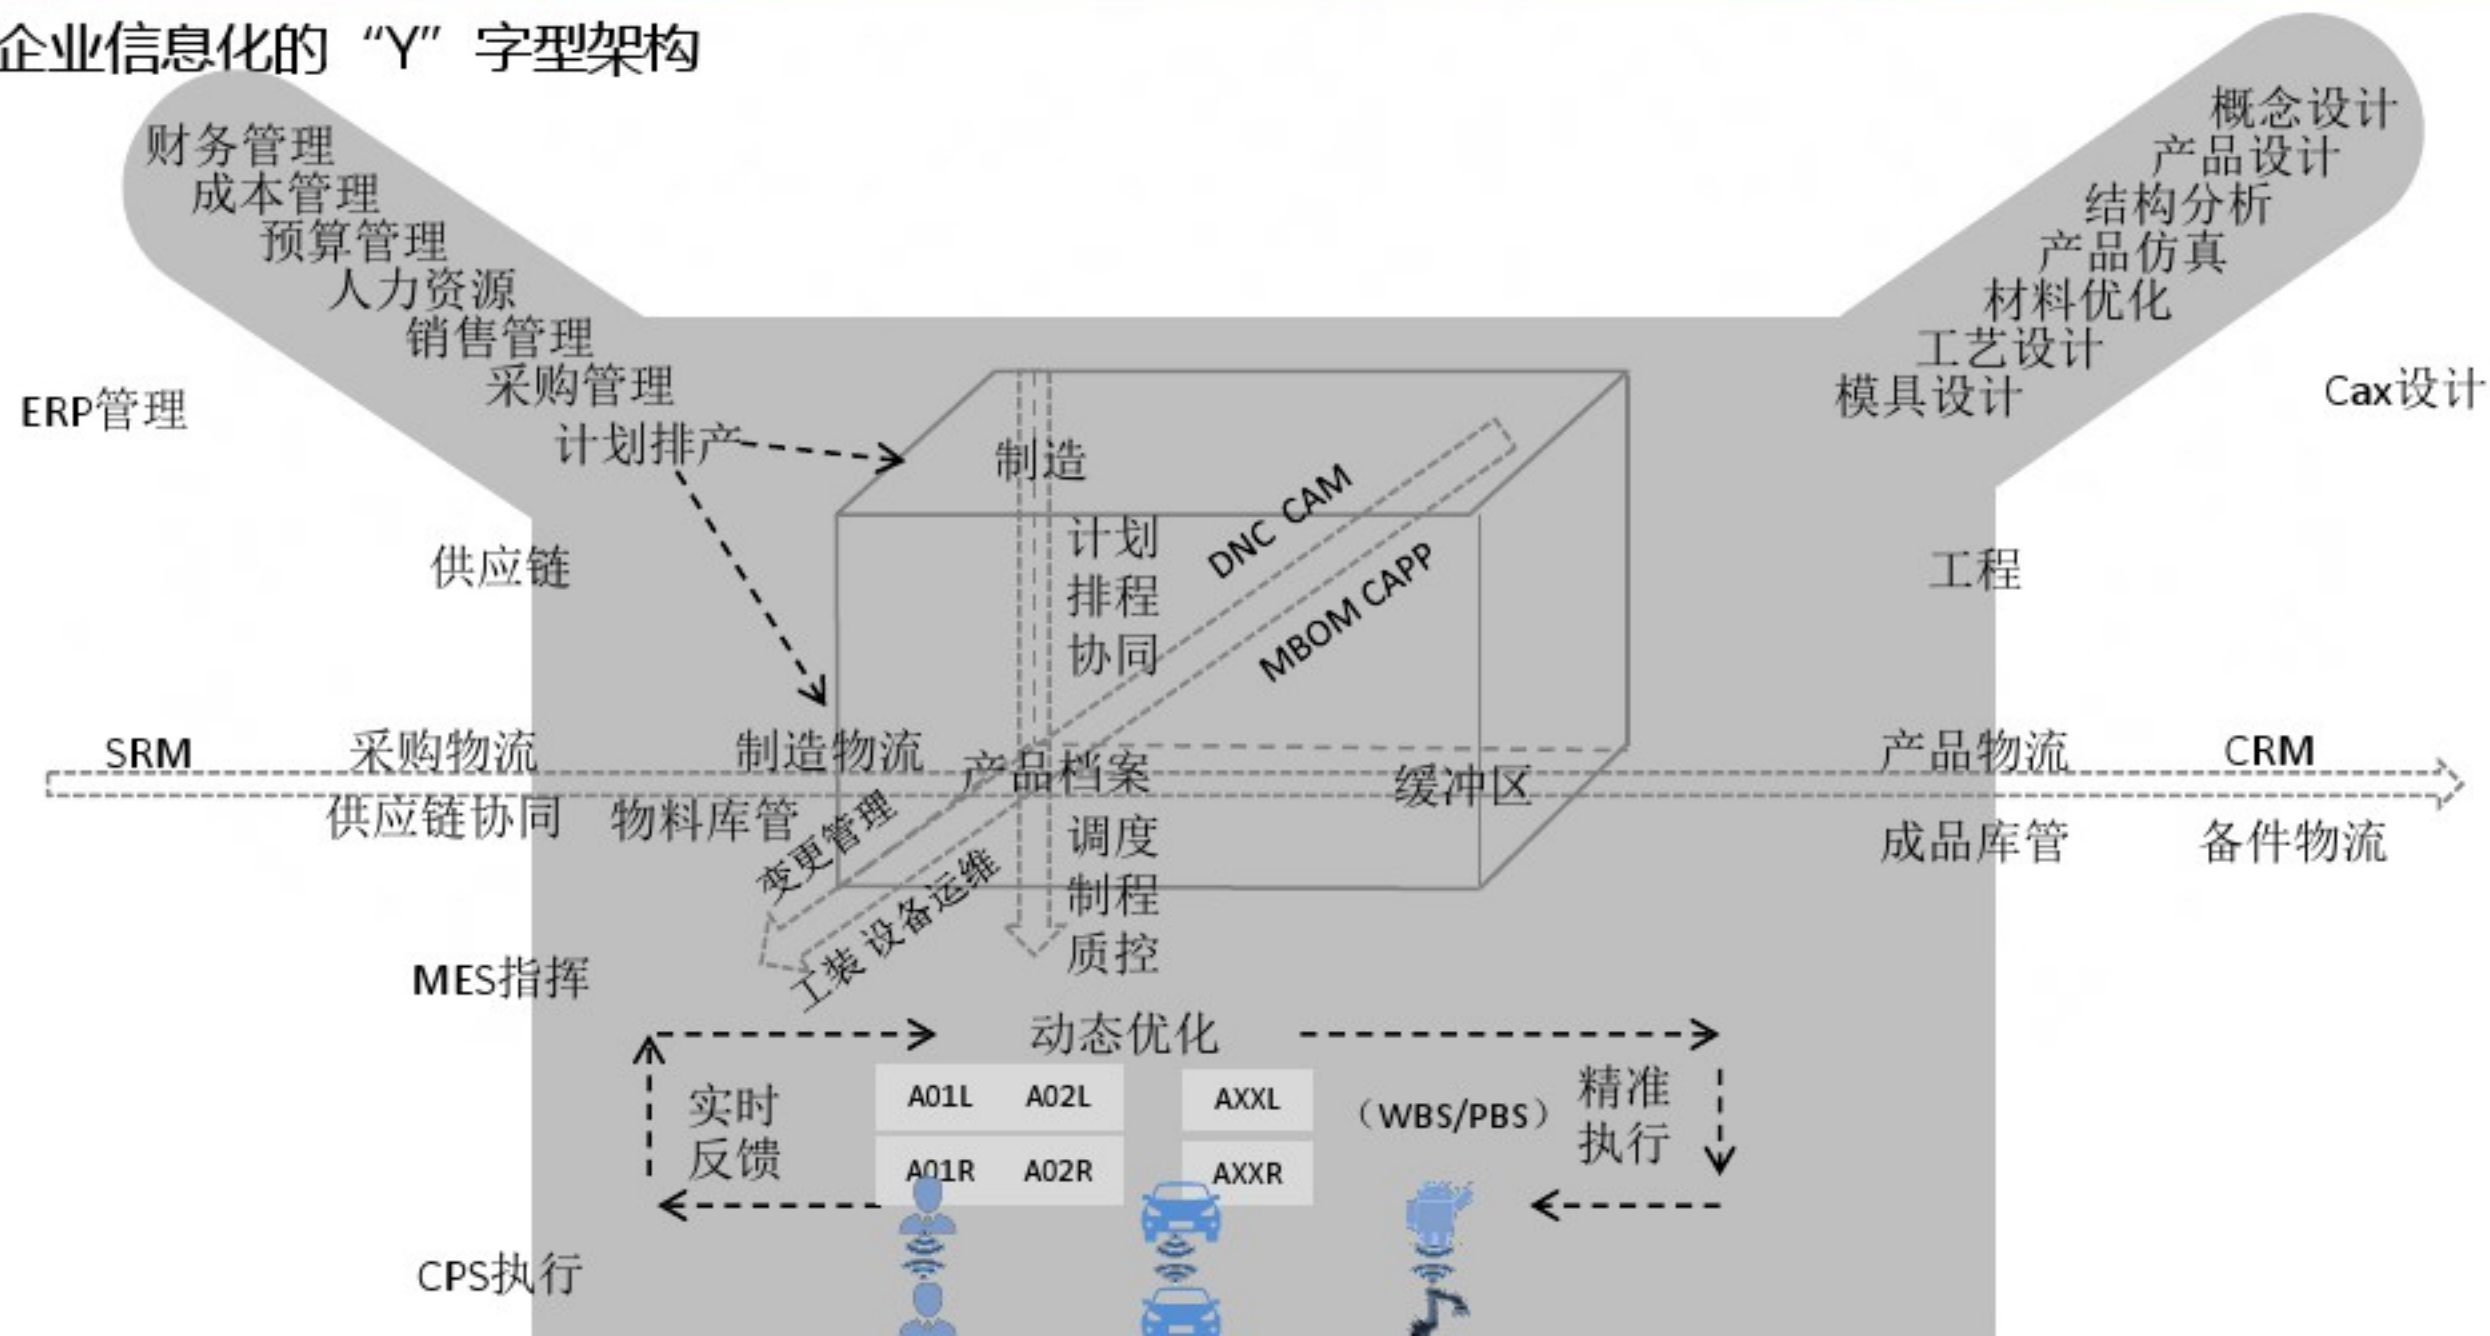 企业信息化的“Y”字型架构
财务管理
成本管理
预算管理
人力资源
销售管理
采购管理
计划排产
ERP管理
概念设计
产品设计
结构分析
产品仿真
材料优化
工艺设计
模具设计
Cax设计
制造
计划
排程
协同
DNC CAM
MBOM CAPP
供应链
工程
SRM
采购物流
制造物流
产品档案
缓冲区
产品物流
CRM
供应链协同
物料库管
成品库管
备件物流
变更管理
工装 设备运维
调度
制程
质控
MES指挥
动态优化
实时
反馈
A01L
A02L
AXXL
A01R
A02R
AXXR
（WBS/PBS）
精准
执行
CPS执行